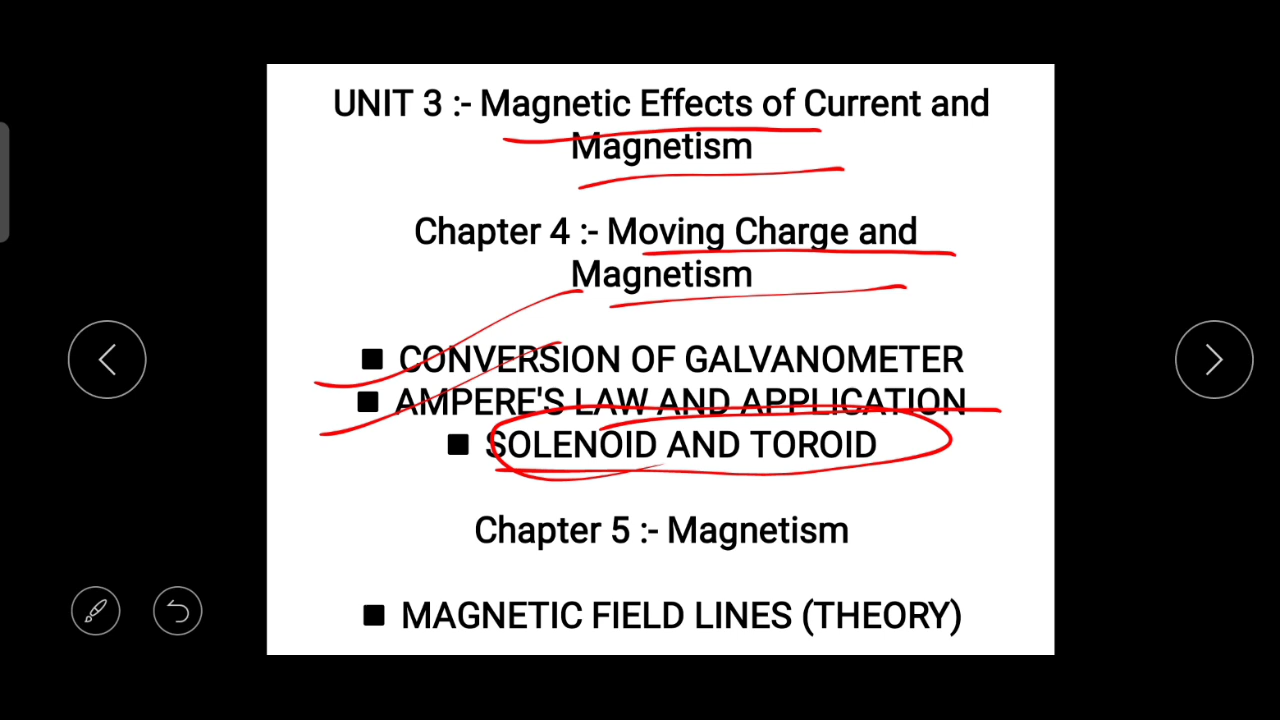 UNIT 3 :- Magnetic Effects of Current and
Magnetism
Chapter 4 :- Moving Charge and
Magnetism
■ CONVERSION OF GALVANOMETER
■ AMPERE'S LAW AND APPLICATION
■ SOLENOID AND TOROID
Chapter 5 :- Magnetism
■ MAGNETIC FIELD LINES (THEORY)